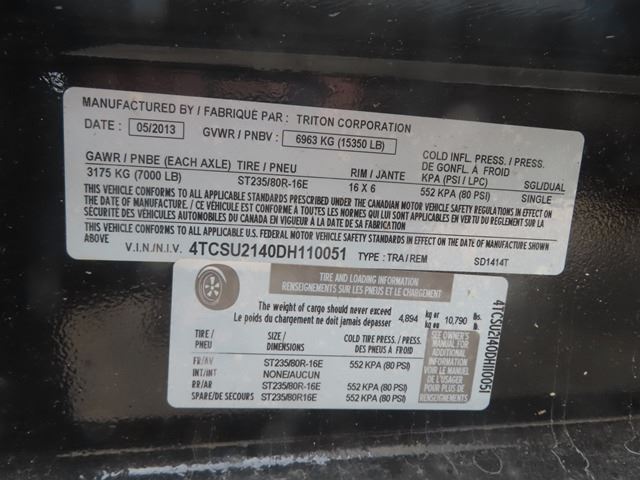 MANUFACTURED BY / FABRIQUÉ PAR : TRITON CORPORATION
DATE : 05/2013 GVWR / PNBV : 6963 KG (15350 LB)
GAWR / PNBE (EACH AXLE) TIRE / PNEU RIM / JANTE COLD INFL. PRESS. / PRESS. DE GONFL. A FROID KPA (PSI / LPC) SGL/DUAL
3175 KG (7000 LB) ST235/80R-16E 16 X 6 552 KPA (80 PSI) SINGLE
THIS VEHICLE CONFORMS TO ALL APPLICABLE STANDARDS PRESCRIBED UNDER THE CANADIAN MOTOR VEHICLE SAFETY REGULATIONS IN EFFECT ON
THE DATE OF MANUFACTURE / CE VEHICULE EST CONFORME A TOUTES LES NORMES QUI LUI SONT APPLICABLES EN VERTU DU REGLEMENT SUR LA
SECURITE DES VEHICULES AUTOMOBILES DU CANADA EN VIGUEUR A LA DATE DE SA FABRICATION
THIS VEHICLE CONFORMS TO ALL APPLICABLE U.S. FEDERAL MOTOR VEHICLE SAFETY STANDARDS IN EFFECT ON THE DATE OF MANUFACTURE SHOWN ABOVE.
V.I.N./N.I.V. 4TCSU2140DH110051 TYPE : TRA/REM SD1414T
TIRE AND LOADING INFORMATION
RENSEIGNEMENTS SUR LES PNEUS ET LE CHARGEMENT
The weight of cargo should never exceed
Le poids du chargement ne doit jamais depasser 4,894 kg or kg or 10,790 lbs. lb.
TIRE / PNEU SIZE / DIMENSIONS COLD TIRE PRESS. / PRESS. DES PNEUS A FROID
FR/AV ST235/80R-16E 552 KPA (80 PSI)
INT/INT NONE/AUCUN
RR/AR ST235/80R-16E 552 KPA (80 PSI)
SPARE/DE SECOURS ST235/80R16E 552 KPA (80 PSI)
SEE OWNER'S
MANUAL FOR
ADDITIONAL
INFORMATION
VOIR LE MANUEL
DE L'USAGER
POUR PLUS DE
RENSEIGNEMENTS
4TCSU2140DH110051